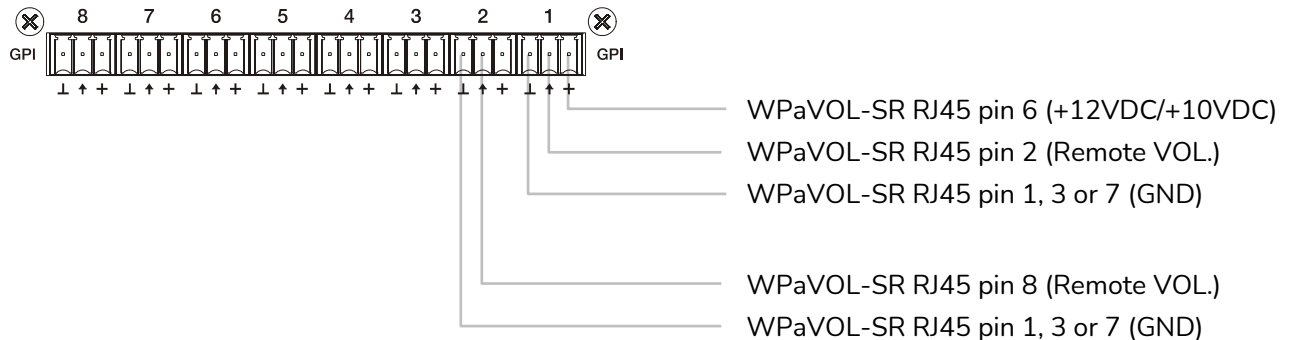 8 7 6 5 4 3 2 1
GPI GPI
⊥ ↑ + ⊥ ↑ + ⊥ ↑ + ⊥ ↑ + ⊥ ↑ + ⊥ ↑ + ⊥ ↑ + ⊥ ↑ +
WPaVOL-SR RJ45 pin 6 (+12VDC/+10VDC)
WPaVOL-SR RJ45 pin 2 (Remote VOL.)
WPaVOL-SR RJ45 pin 1, 3 or 7 (GND)
WPaVOL-SR RJ45 pin 8 (Remote VOL.)
WPaVOL-SR RJ45 pin 1, 3 or 7 (GND)